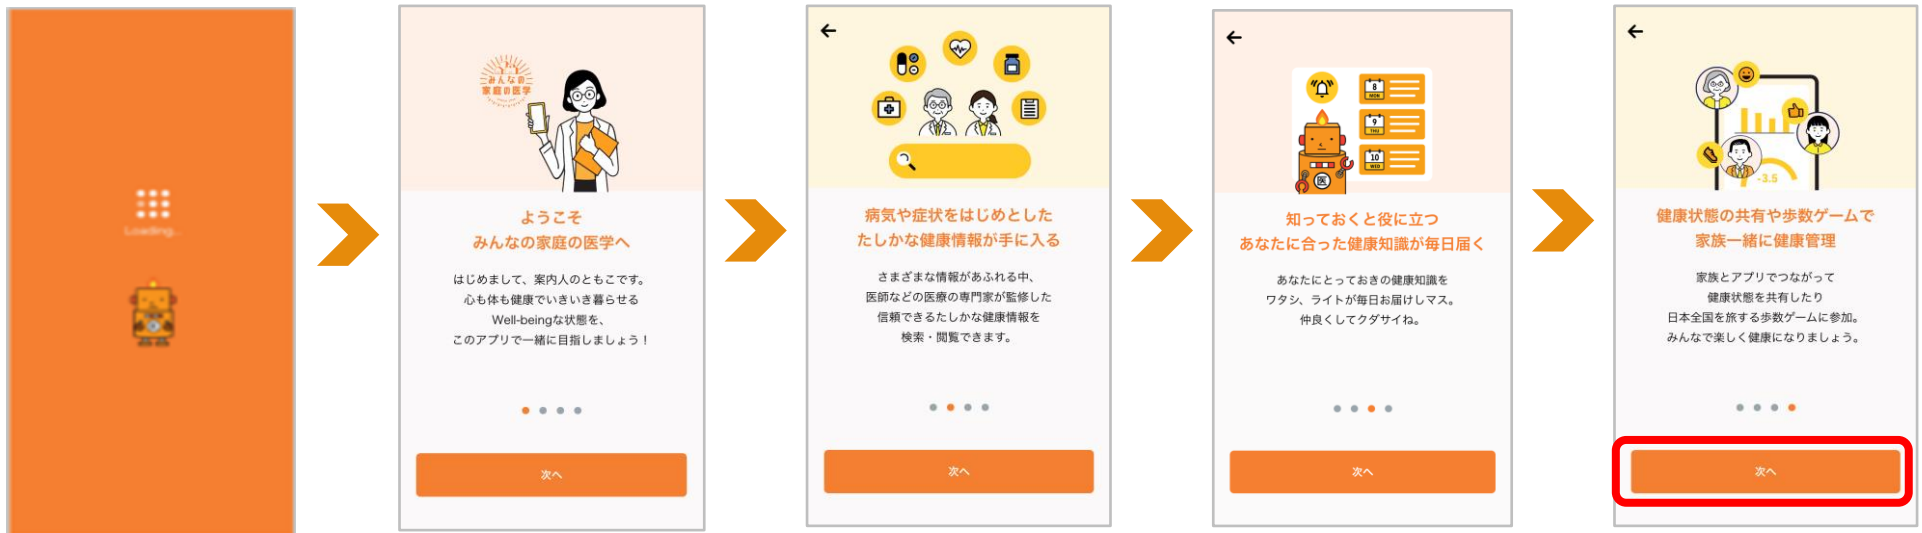 Loading...
みんなの
家庭の医学
ようこそ
みんなの家庭の医学へ
はじめまして、案内人のともこです。
心も体も健康でいきいき暮らせる
Well-beingな状態を、
このアプリで一緒に目指しましょう！
次へ
病気や症状をはじめとした
たしかな健康情報が手に入る
さまざまな情報があふれる中、
医師などの医療の専門家が監修した
信頼できるたしかな健康情報を
検索・閲覧できます。
次へ
8
MON
9
THU
10
WED
医
知っておくと役に立つ
あなたに合った健康知識が毎日届く
あなたにとっておきの健康知識を
ワタシ、ライトが毎日お届けしマス。
仲良くしてクダサイね。
次へ
-3.5
健康状態の共有や歩数ゲームで
家族一緒に健康管理
家族とアプリでつながって
健康状態を共有したり
日本全国を旅する歩数ゲームに参加。
みんなで楽しく健康になりましょう。
次へ